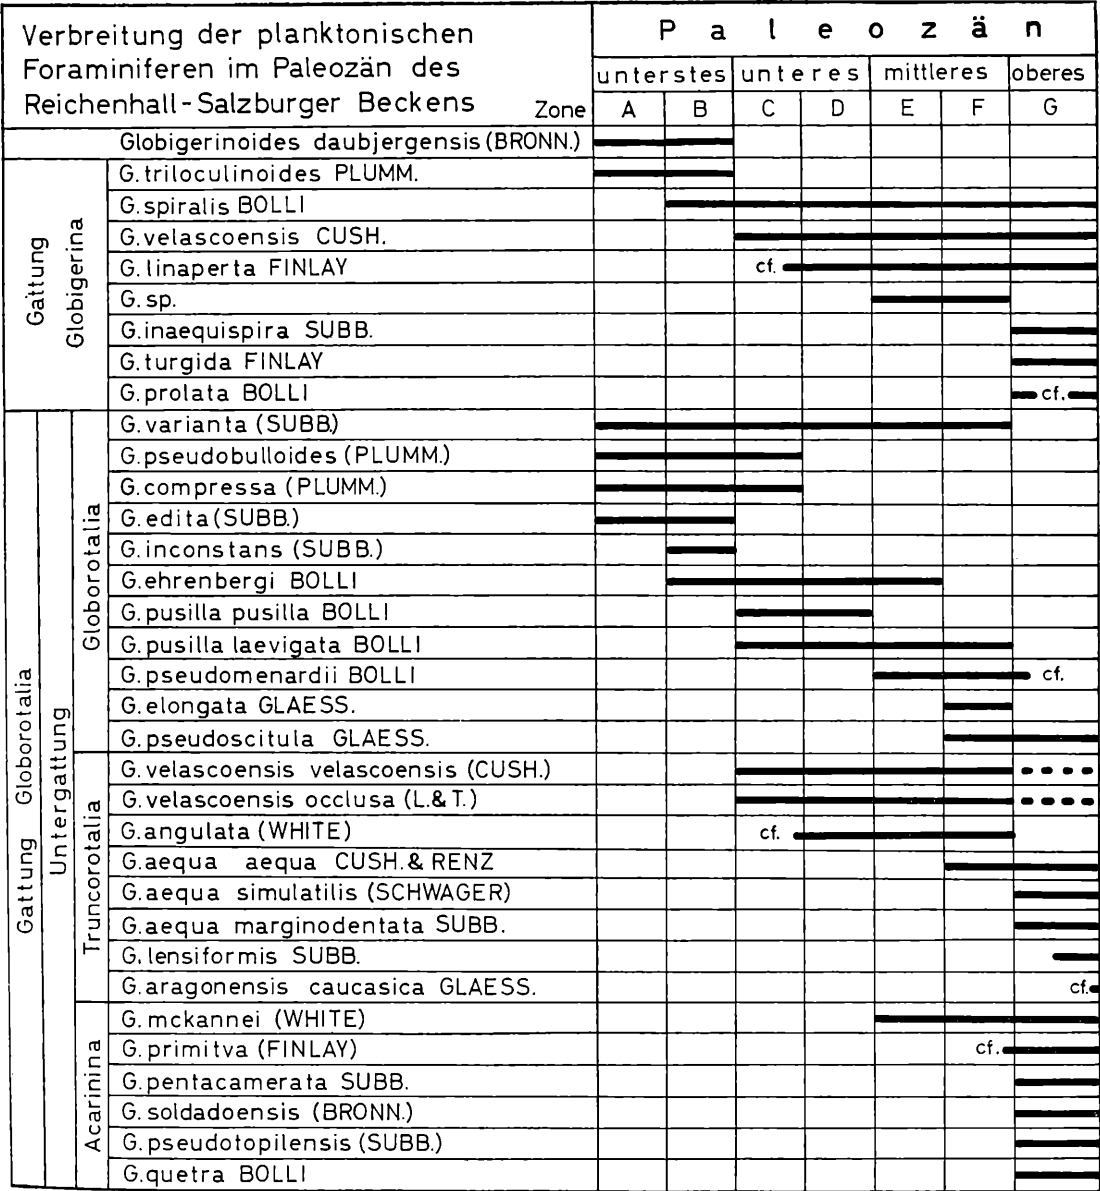 Verbreitung der planktonischen
Foraminiferen im Paleozän des
Reichenhall-Salzburger Beckens
Zone
Paleozän
unterstes unteres mittleres oberes
A B C D E F G
Globigerinoides daubjergensis (BRONN.)
Gattung
Globigerina
G. triloculinoides PLUMM.
G. spiralis BOLLI
G. velascoensis CUSH.
G. linaperta FINLAY cf.
G. sp.
G. inaequispira SUBB.
G. turgida FINLAY
G. prolata BOLLI cf.
Gattung Globorotalia
Untergattung
Globorotalia
G. varianta (SUBB.)
G. pseudobulloides (PLUMM.)
G. compressa (PLUMM.)
G. edita (SUBB.)
G. inconstans (SUBB.)
G. ehrenbergi BOLLI
G. pusilla pusilla BOLLI
G. pusilla laevigata BOLLI
G. pseudomenardii BOLLI cf.
G. elongata GLAESS.
G. pseudoscitula GLAESS.
Truncorotalia
G. velascoensis velascoensis (CUSH.)
G. velascoensis occlusa (L. & T.)
G. angulata (WHITE) cf.
G. aequa aequa CUSH. & RENZ
G. aequa simulatilis (SCHWAGER)
G. aequa marginodentata SUBB.
G. lensiformis SUBB.
G. aragonensis caucasica GLAESS. cf.
Acarinina
G. mckannei (WHITE)
G. primitva (FINLAY) cf.
G. pentacamerata SUBB.
G. soldadoensis (BRONN.)
G. pseudotopilensis (SUBB.)
G. quetra BOLLI